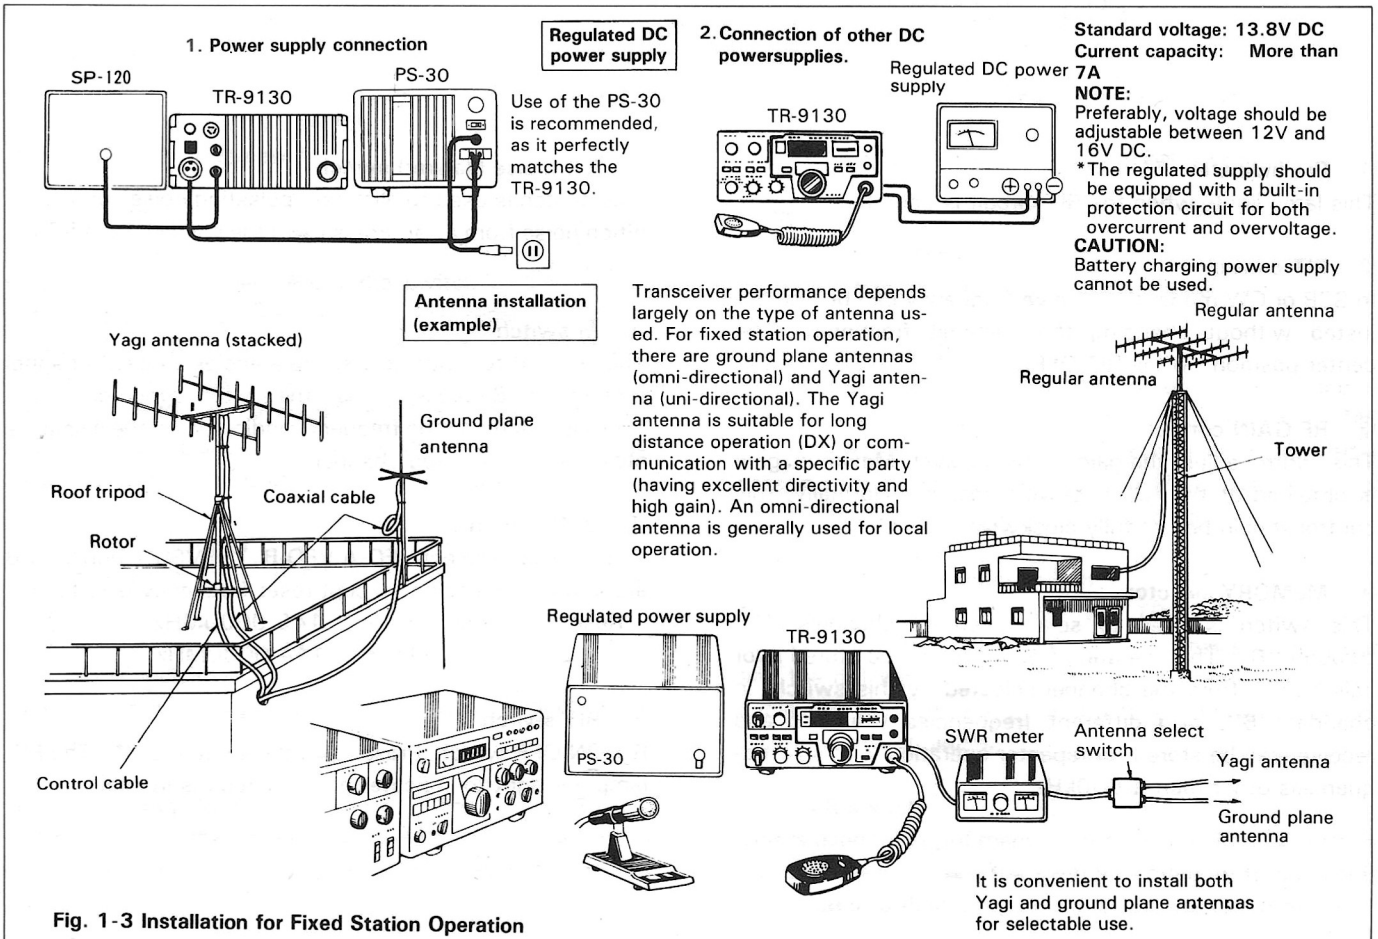 1. Power supply connection
Regulated DC
power supply
SP-120
TR-9130
PS-30
Use of the PS-30
is recommended,
as it perfectly
matches the
TR-9130.
2. Connection of other DC
powersupplies.
Regulated DC power
supply
TR-9130
Standard voltage: 13.8V DC
Current capacity: More than
7A
NOTE:
Preferably, voltage should be
adjustable between 12V and
16V DC.
*The regulated supply should
be equipped with a built-in
protection circuit for both
overcurrent and overvoltage.
CAUTION:
Battery charging power supply
cannot be used.
Antenna installation
(example)
Yagi antenna (stacked)
Ground plane
antenna
Roof tripod
Coaxial cable
Rotor
Control cable
Transceiver performance depends
largely on the type of antenna us-
ed. For fixed station operation,
there are ground plane antennas
(omni-directional) and Yagi anten-
na (uni-directional). The Yagi
antenna is suitable for long
distance operation (DX) or com-
munication with a specific party
(having excellent directivity and
high gain). An omni-directional
antenna is generally used for local
operation.
Regular antenna
Regular antenna
Tower
Regulated power supply
PS-30
TR-9130
SWR meter
Antenna select
switch
Yagi antenna
Ground plane
antenna
It is convenient to install both
Yagi and ground plane antennas
for selectable use.
Fig. 1-3 Installation for Fixed Station Operation